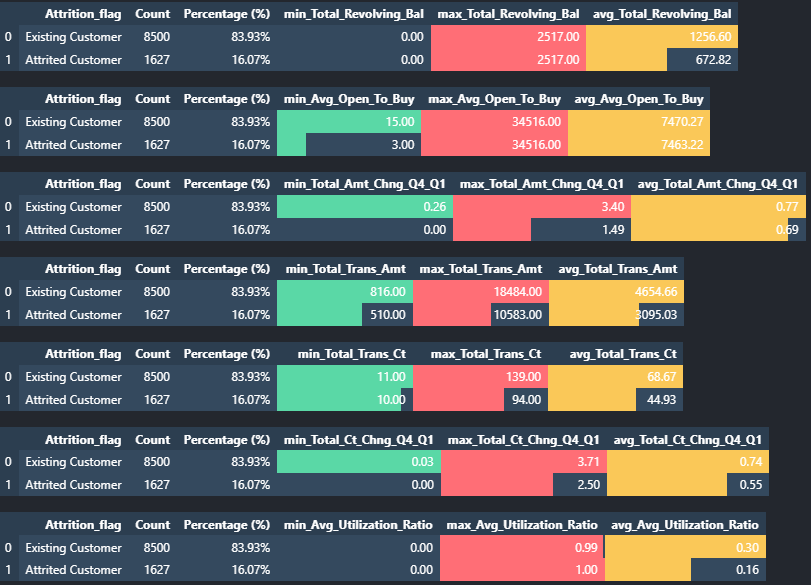 Attrition_flag Count Percentage (%) min_Total_Revolving_Bal max_Total_Revolving_Bal avg_Total_Revolving_Bal
0 Existing Customer 8500 83.93% 0.00 2517.00 1256.60
1 Attrited Customer 1627 16.07% 0.00 2517.00 672.82
Attrition_flag Count Percentage (%) min_Avg_Open_To_Buy max_Avg_Open_To_Buy avg_Avg_Open_To_Buy
0 Existing Customer 8500 83.93% 15.00 34516.00 7470.27
1 Attrited Customer 1627 16.07% 3.00 34516.00 7463.22
Attrition_flag Count Percentage (%) min_Total_Amt_Chng_Q4_Q1 max_Total_Amt_Chng_Q4_Q1 avg_Total_Amt_Chng_Q4_Q1
0 Existing Customer 8500 83.93% 0.26 3.40 0.77
1 Attrited Customer 1627 16.07% 0.00 1.49 0.69
Attrition_flag Count Percentage (%) min_Total_Trans_Amt max_Total_Trans_Amt avg_Total_Trans_Amt
0 Existing Customer 8500 83.93% 816.00 18484.00 4654.66
1 Attrited Customer 1627 16.07% 510.00 10583.00 3095.03
Attrition_flag Count Percentage (%) min_Total_Trans_Ct max_Total_Trans_Ct avg_Total_Trans_Ct
0 Existing Customer 8500 83.93% 11.00 139.00 68.67
1 Attrited Customer 1627 16.07% 10.00 94.00 44.93
Attrition_flag Count Percentage (%) min_Total_Ct_Chng_Q4_Q1 max_Total_Ct_Chng_Q4_Q1 avg_Total_Ct_Chng_Q4_Q1
0 Existing Customer 8500 83.93% 0.03 3.71 0.74
1 Attrited Customer 1627 16.07% 0.00 2.50 0.55
Attrition_flag Count Percentage (%) min_Avg_Utilization_Ratio max_Avg_Utilization_Ratio avg_Avg_Utilization_Ratio
0 Existing Customer 8500 83.93% 0.00 0.99 0.30
1 Attrited Customer 1627 16.07% 0.00 1.00 0.16